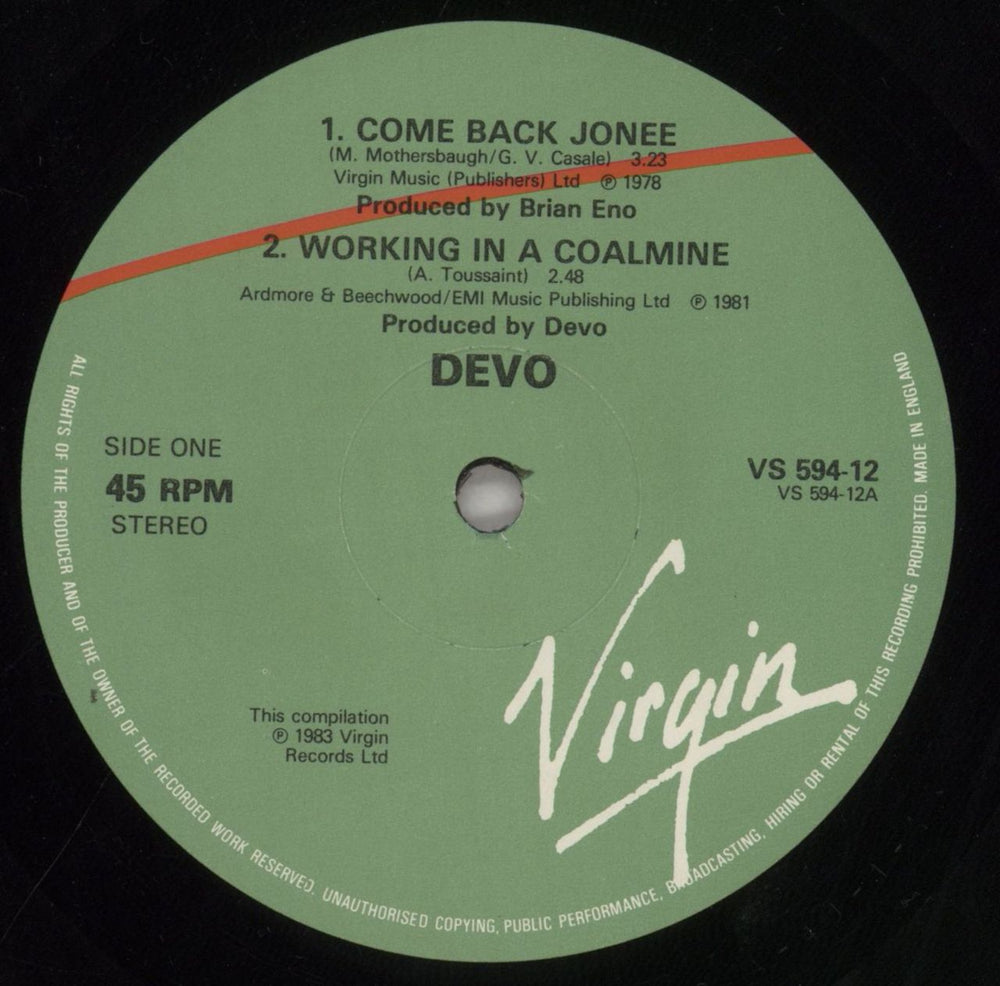 1. COME BACK JONEE
(M. Mothersbaugh/G. V. Casale) 3.23
Virgin Music (Publishers) Ltd ℗ 1978
Produced by Brian Eno
2. WORKING IN A COALMINE
(A. Toussaint) 2.48
Ardmore & Beechwood/EMI Music Publishing Ltd ℗ 1981
Produced by Devo
DEVO
SIDE ONE
45 RPM
STEREO
VS 594-12
VS 594-12A
Virgin
This compilation
℗ 1983 Virgin
Records Ltd
ALL RIGHTS OF THE PRODUCER AND OF THE OWNER OF THE RECORDED WORK RESERVED. UNAUTHORISED COPYING, PUBLIC PERFORMANCE, BROADCASTING, HIRING OR RENTAL OF THIS RECORDING PROHIBITED. MADE IN ENGLAND